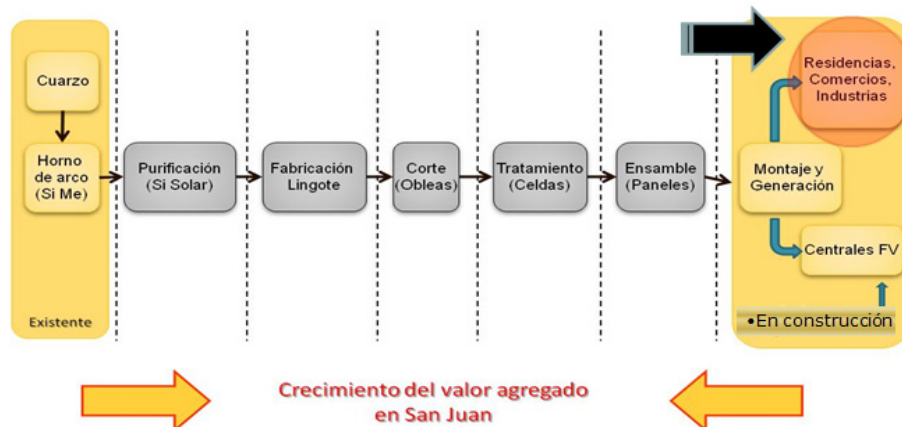 Cuarzo
Horno
de arco
(Si Me)
Existente
Purificación
(Si Solar)
Fabricación
Lingote
Corte
(Obleas)
Tratamiento
(Celdas)
Ensamble
(Paneles)
Residencias,
Comercios,
Industrias
Montaje y
Generación
Centrales FV
•En construcción
Crecimiento del valor agregado
en San Juan